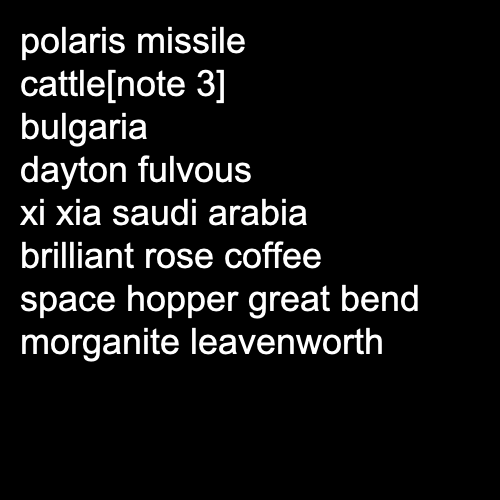 polaris missile
cattle[note 3]
bulgaria
dayton fulvous
xi xia saudi arabia
brilliant rose coffee
space hopper great bend
morganite leavenworth